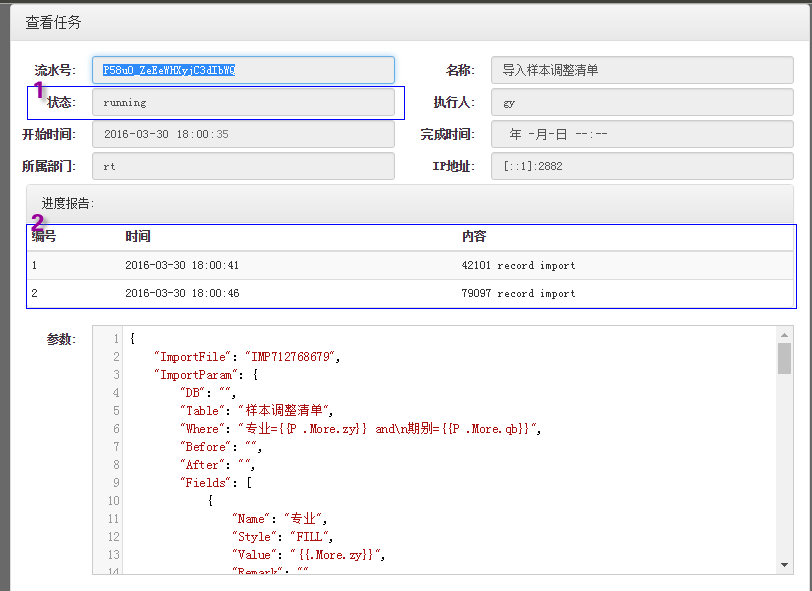 查看任务
流水号: P58uO_ZeEeWHXyjC3dIbWQ 名称: 导入样本调整清单
1
状态: running 执行人: gy
开始时间: 2016-03-30 18:00:35 完成时间: 年 -月-日 --:--
所属部门: rt IP地址: [::1]:2882
进度报告:
2
编号 时间 内容
1 2016-03-30 18:00:41 42101 record import
2 2016-03-30 18:00:46 79097 record import
参数: 1 {
2 "ImportFile": "IMP712768679",
3 "ImportParam": {
4 "DB": "",
5 "Table": "样本调整清单",
6 "Where": "专业={{P .More.zy}} and\n期别={{P .More.qb}}",
7 "Before": "",
8 "After": "",
9 "Fields": [
10 {
11 "Name": "专业",
12 "Style": "FILL",
13 "Value": "{{.More.zy}}",
14 "Remark": ""